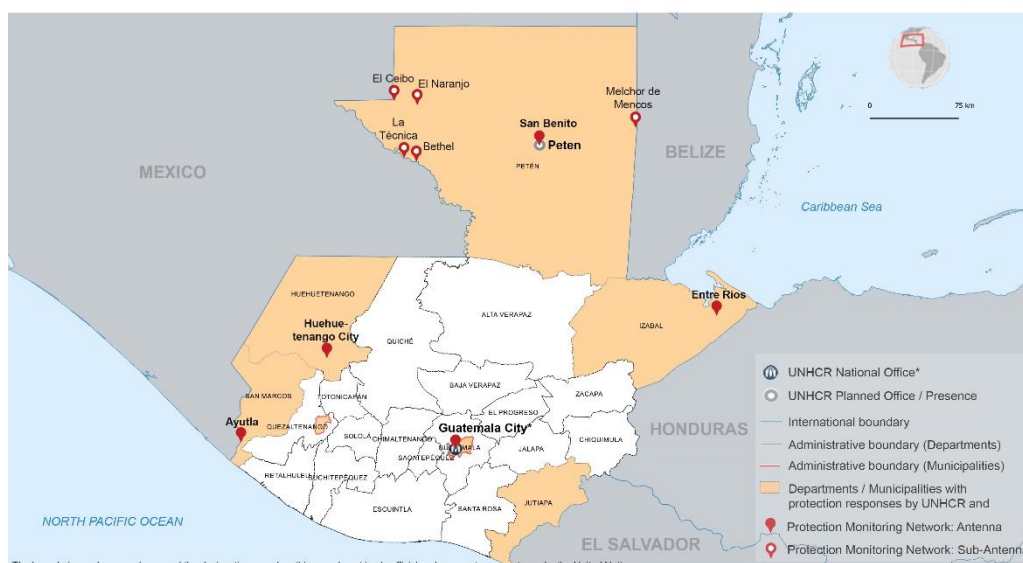 El Ceibo
El Naranjo
Melchor de
Mencos
La
Técnica
Bethel
San Benito
Peten
PETÉN
MEXICO
BELIZE
0
75 km
Caribbean Sea
HUEHUETENANGO
Huehue-
tenango City
QUICHÉ
ALTA VERAPAZ
Entre Rios
IZABAL
SAN MARCOS
TOTONICAPÁN
BAJA VERAPAZ
ZACAPA
EL PROGRESO
Ayutla
QUEZALTENANGO
SOLOLÁ
CHIMALTENANGO
Guatemala City*
GUATEMALA
JALAPA
CHIQUIMULA
HONDURAS
RETALHULEU
SUCHITEPÉQUEZ
ESCUINTLA
SANTA ROSA
JUTIAPA
NORTH PACIFIC OCEAN
EL SALVADOR
UNHCR National Office*
UNHCR Planned Office / Presence
International boundary
Administrative boundary (Departments)
Administrative boundary (Municipalities)
Departments / Municipalities with
protection responses by UNHCR and
Protection Monitoring Network: Antenna
Protection Monitoring Network: Sub-Antenna